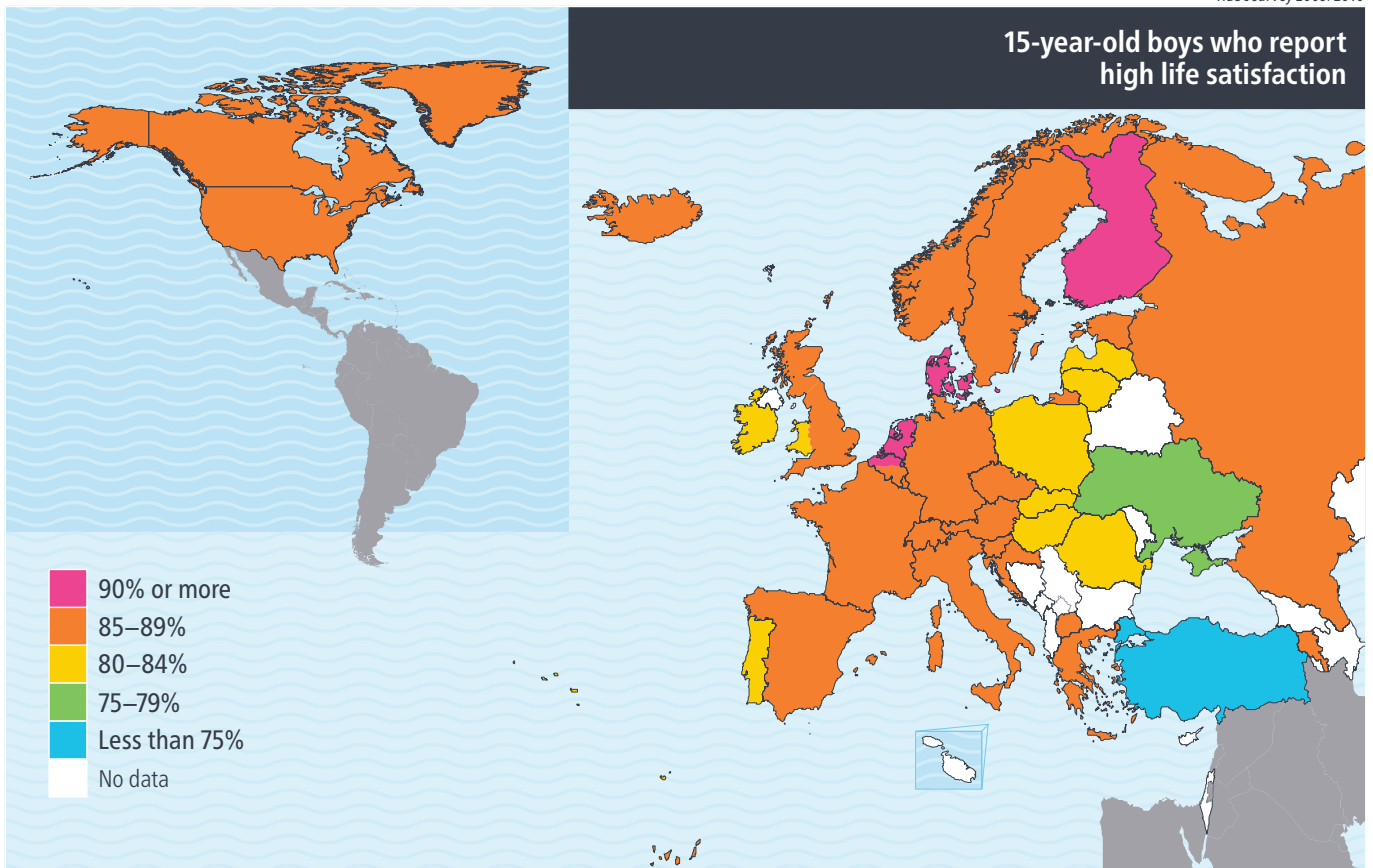 15-year-old boys who report
high life satisfaction
90% or more
85–89%
80–84%
75–79%
Less than 75%
No data